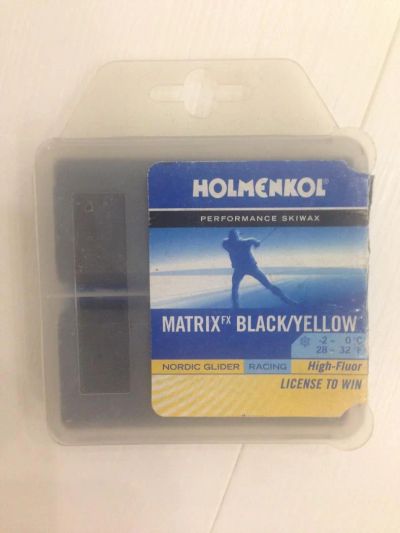 HOLMENKOL
PERFORMANCE SKIWAX
MATRIX FX BLACK/YELLOW
-2 – 0°C
28 – 32°F
NORDIC GLIDER RACING High-Fluor
LICENSE TO WIN